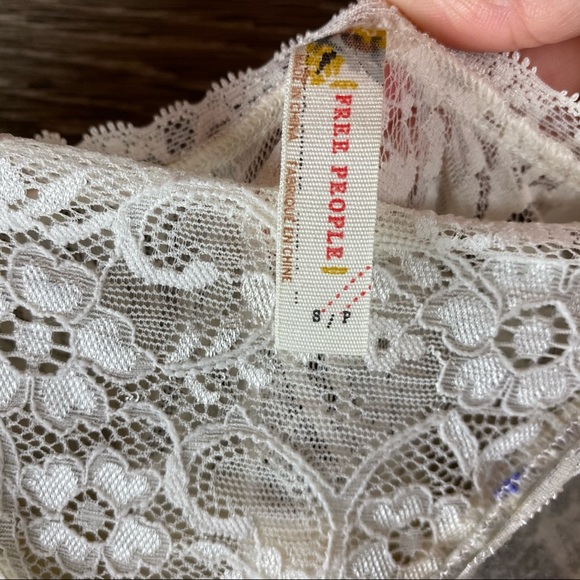 FREE PEOPLE
MADE IN CHINA
FABRIQUÉ EN CHINE
S/P